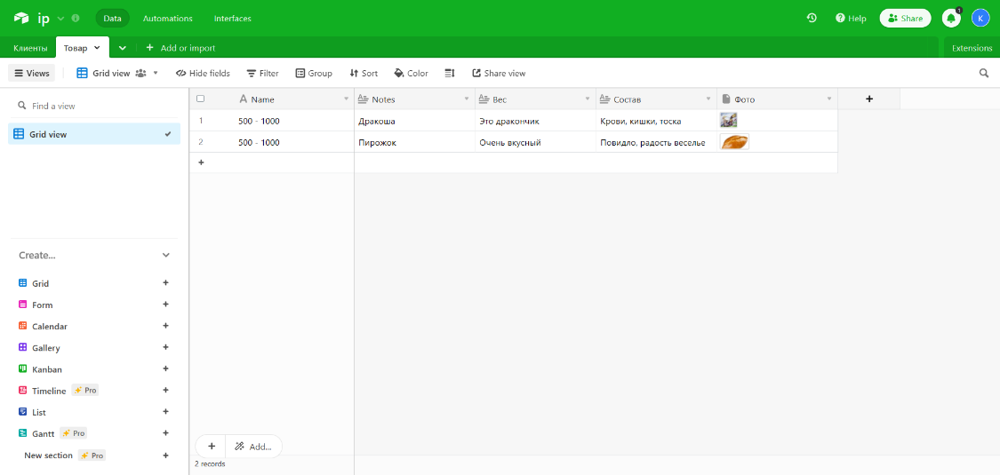 ip
Data
Automations
Interfaces
Help
Share
1
K
Клиенты
Товар
Add or import
Extensions
Views
Grid view
Hide fields
Filter
Group
Sort
Color
Share view
Find a view
Grid view
Name
Notes
Вес
Состав
Фото
1
500 - 1000
Дракоша
Это дракончик
Крови, кишки, тоска
2
500 - 1000
Пирожок
Очень вкусный
Повидло, радость веселье
Create...
Grid
Form
Calendar
Gallery
Kanban
Timeline
Pro
List
Gantt
Pro
New section
Pro
Add...
2 records